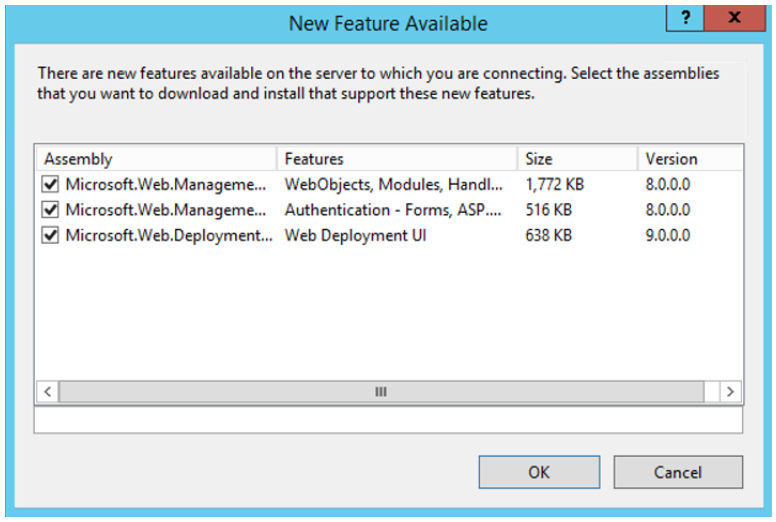 New Feature Available
? x
There are new features available on the server to which you are connecting. Select the assemblies
that you want to download and install that support these new features.
Assembly Features Size Version
Microsoft.Web.Manageme... WebObjects, Modules, Handl... 1,772 KB 8.0.0.0
Microsoft.Web.Manageme... Authentication - Forms, ASP.... 516 KB 8.0.0.0
Microsoft.Web.Deployment... Web Deployment UI 638 KB 9.0.0.0
OK Cancel